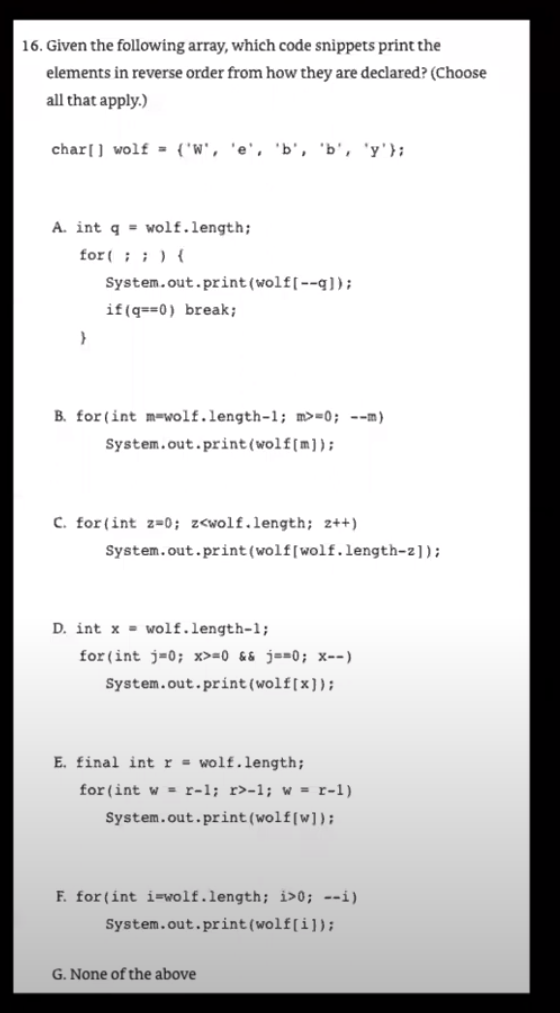 16. Given the following array, which code snippets print the
elements in reverse order from how they are declared? (Choose
all that apply.)
char[] wolf = {'W', 'e', 'b', 'b', 'y'};
A. int q = wolf.length;
for( ; ; ) {
System.out.print(wolf[--q]);
if(q==0) break;
}
B. for(int m=wolf.length-1; m>=0; --m)
System.out.print(wolf[m]);
C. for(int z=0; z<wolf.length; z++)
System.out.print(wolf[wolf.length-z]);
D. int x = wolf.length-1;
for(int j=0; x>=0 && j==0; x--)
System.out.print(wolf[x]);
E. final int r = wolf.length;
for(int w = r-1; r>-1; w = r-1)
System.out.print(wolf[w]);
F. for(int i=wolf.length; i>0; --i)
System.out.print(wolf[i]);
G. None of the above